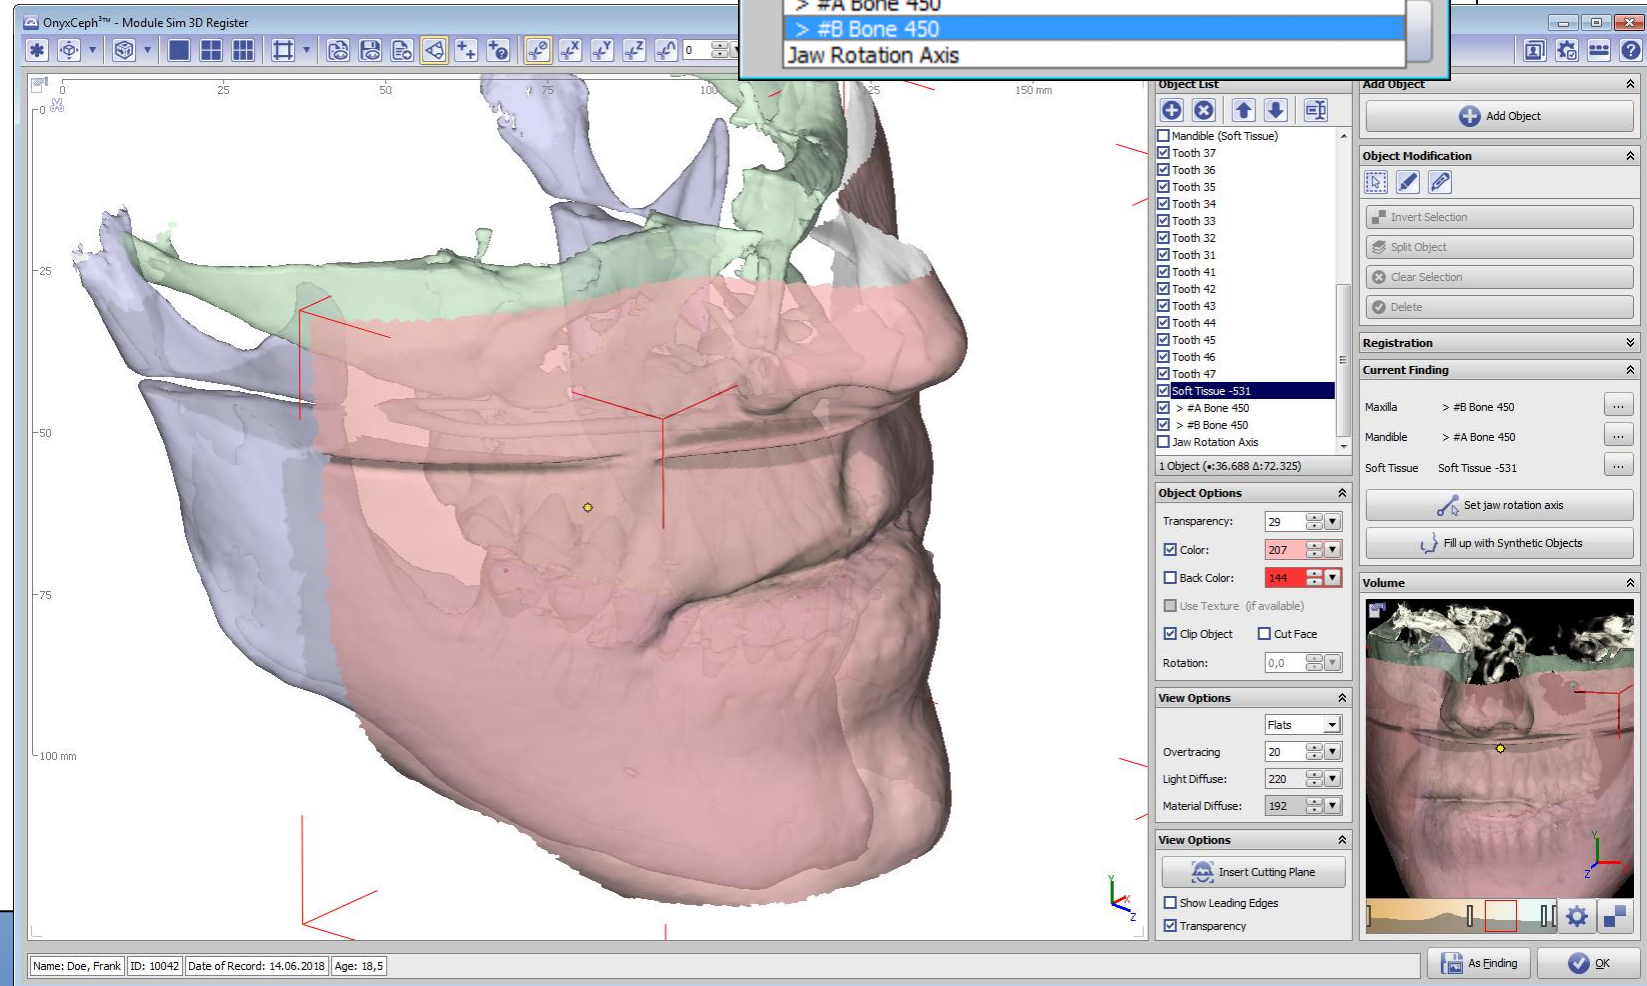 > #A Bone 450
> #B Bone 450
Jaw Rotation Axis
OnyxCeph³™ - Module Sim 3D Register
0
0 25 50 75 100 125 150 mm
0
25
50
75
100 mm
Object List
Mandible (Soft Tissue)
Tooth 37
Tooth 36
Tooth 35
Tooth 34
Tooth 33
Tooth 32
Tooth 31
Tooth 41
Tooth 42
Tooth 43
Tooth 44
Tooth 45
Tooth 46
Tooth 47
Soft Tissue -531
> #A Bone 450
> #B Bone 450
Jaw Rotation Axis
1 Object (•:36.688 Δ:72.325)
Object Options
Transparency: 29
Color: 207
Back Color: 144
Use Texture (if available)
Clip Object Cut Face
Rotation: 0,0
View Options
Flats
Overtracing 20
Light Diffuse: 220
Material Diffuse: 192
View Options
Insert Cutting Plane
Show Leading Edges
Transparency
Add Object
Add Object
Object Modification
Invert Selection
Split Object
Clear Selection
Delete
Registration
Current Finding
Maxilla > #B Bone 450 ...
Mandible > #A Bone 450 ...
Soft Tissue Soft Tissue -531 ...
Set jaw rotation axis
Fill up with Synthetic Objects
Volume
Y
Z
Y
X
Z
Name: Doe, Frank ID: 10042 Date of Record: 14.06.2018 Age: 18,5
As Finding OK